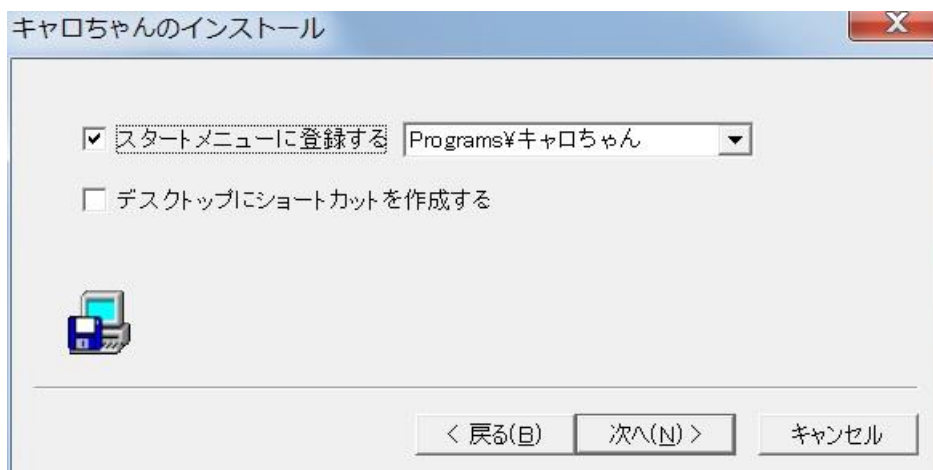 キャロちゃんのインストール
スタートメニューに登録する Programs¥キャロちゃん
デスクトップにショートカットを作成する
< 戻る(B) 次へ(N) > キャンセル